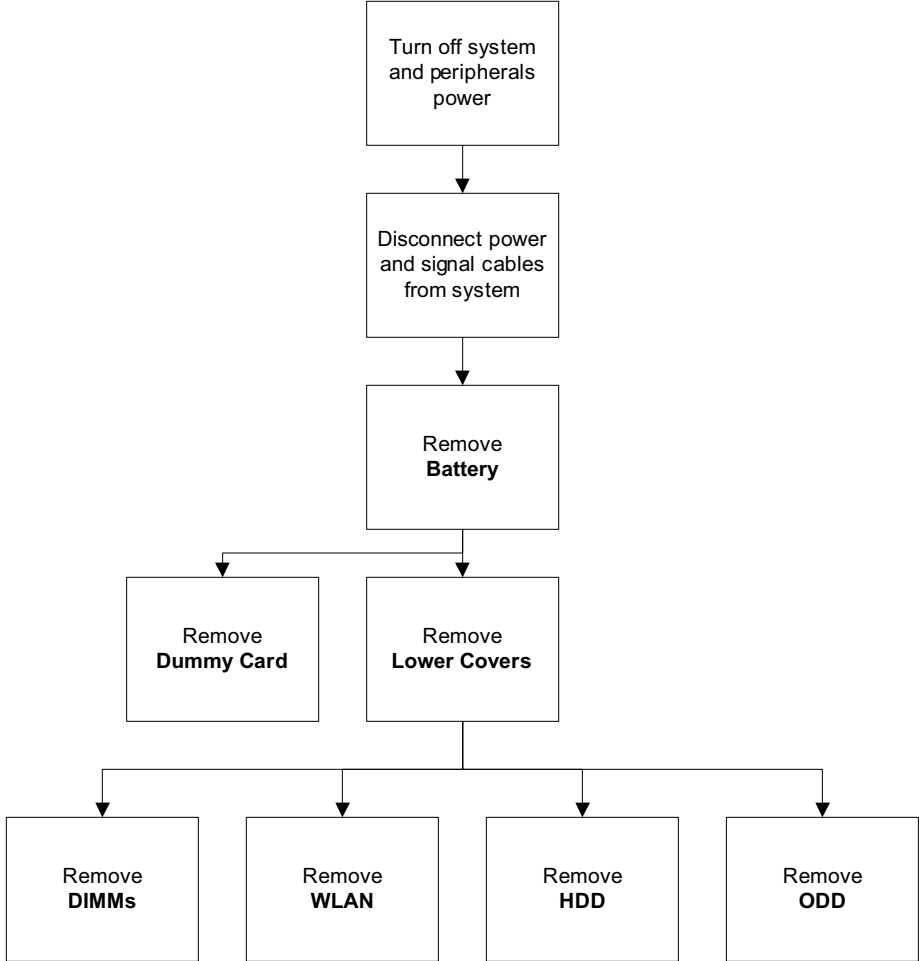 Turn off system
and peripherals
power
Disconnect power
and signal cables
from system
Remove
Battery
Remove
Dummy Card
Remove
Lower Covers
Remove
DIMMs
Remove
WLAN
Remove
HDD
Remove
ODD